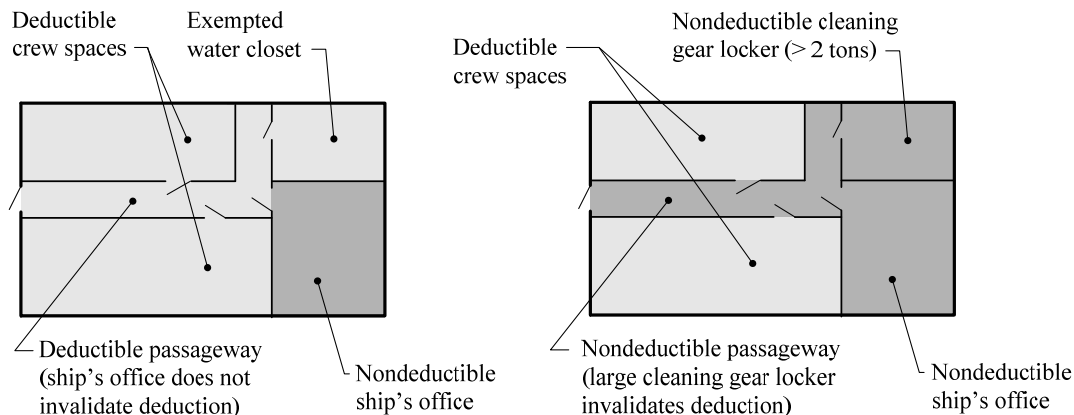 Deductible
crew spaces
Exempted
water closet
Deductible passageway
(ship's office does not
invalidate deduction)
Nondeductible
ship's office
Deductible
crew spaces
Nondeductible cleaning
gear locker (> 2 tons)
Nondeductible passageway
(large cleaning gear locker
invalidates deduction)
Nondeductible
ship's office